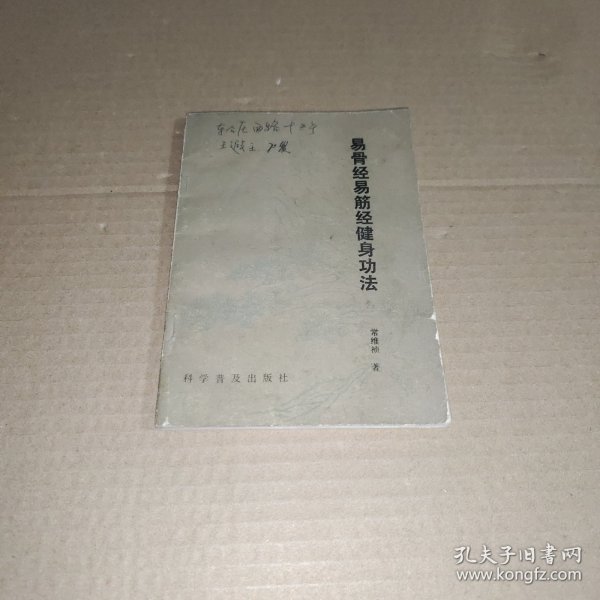 易骨经易筋经健身功法
常维祯 著
科学普及出版社
孔夫子旧书网
www.kongfz.com